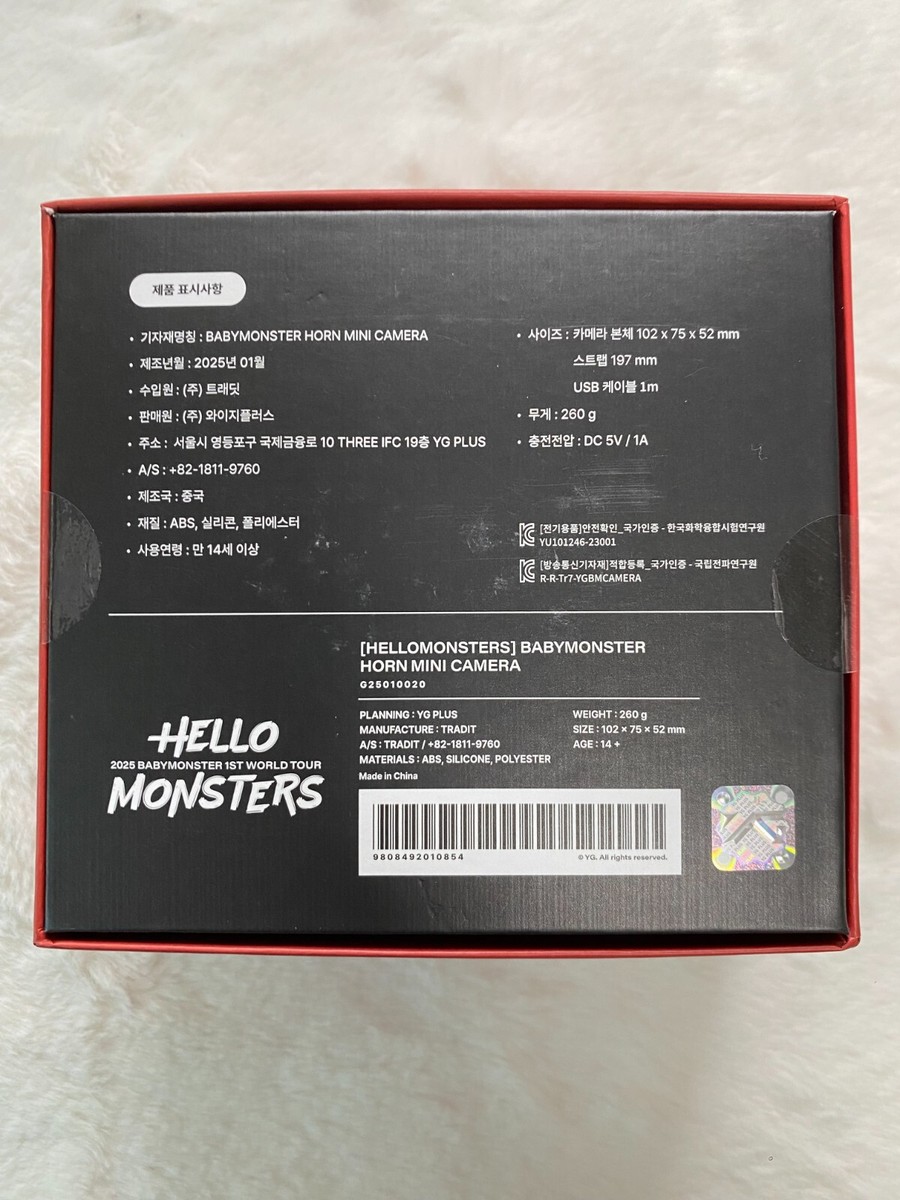 제품 표시사항
• 기자재명칭 : BABYMONSTER HORN MINI CAMERA
• 제조년월 : 2025년 01월
• 수입원 : (주) 트래딧
• 판매원 : (주) 와이지플러스
• 주소 : 서울시 영등포구 국제금융로 10 THREE IFC 19층 YG PLUS
• A/S : +82-1811-9760
• 제조국 : 중국
• 재질 : ABS, 실리콘, 폴리에스터
• 사용연령 : 만 14세 이상
• 사이즈 : 카메라 본체 102 x 75 x 52 mm
스트랩 197 mm
USB 케이블 1m
• 무게 : 260 g
• 충전전압 : DC 5V / 1A
[전기용품]안전확인_국가인증 - 한국화학융합시험연구원
YU101246-23001
[방송통신기자재]적합등록_국가인증 - 국립전파연구원
R-R-Tr7-YGBMCAMERA
HELLO
2025 BABYMONSTER 1ST WORLD TOUR
MONSTERS
[HELLOMONSTERS] BABYMONSTER
HORN MINI CAMERA
G25010020
PLANNING : YG PLUS
MANUFACTURE : TRADIT
A/S : TRADIT / +82-1811-9760
MATERIALS : ABS, SILICONE, POLYESTER
Made in China
WEIGHT : 260 g
SIZE : 102 × 75 × 52 mm
AGE : 14 +
9808492010854
© YG. All rights reserved.